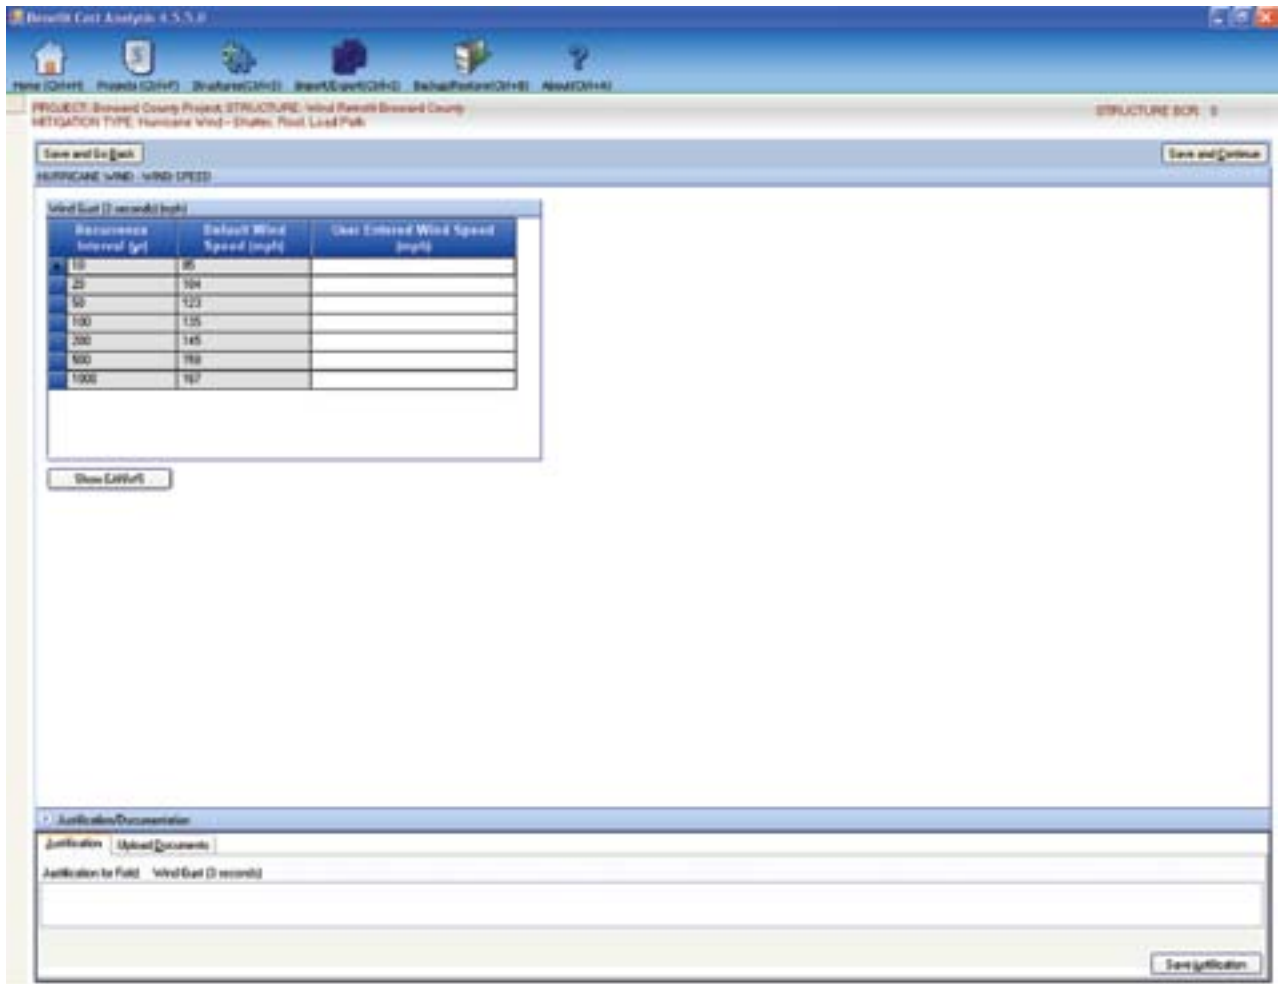 Benefit Cost Analysis 4.5.5.0
Home (Ctrl+H) Projects (Ctrl+P) Structures(Ctrl+S) Import/Export(Ctrl+I) Backup/Restore(Ctrl+B) About(Ctrl+A)
PROJECT: Broward County Project STRUCTURE: Wind Retrofit Broward County
STRUCTURE BCR:
MITIGATION TYPE: Hurricane Wind - Shutter, Roof, Load Path
Save and Go Back Save and Continue
HURRICANE WIND - WIND SPEED
Wind Gust (3 seconds) (mph)
Recurrence Interval (yr) Default Wind Speed (mph) User Entered Wind Speed (mph)
10
20 104
50 123
100 135
200 145
500
1000 167
Show
Justification/Documentation
Justification Upload Documents
Justification for Field: Wind Gust (3 seconds)
Save Justification